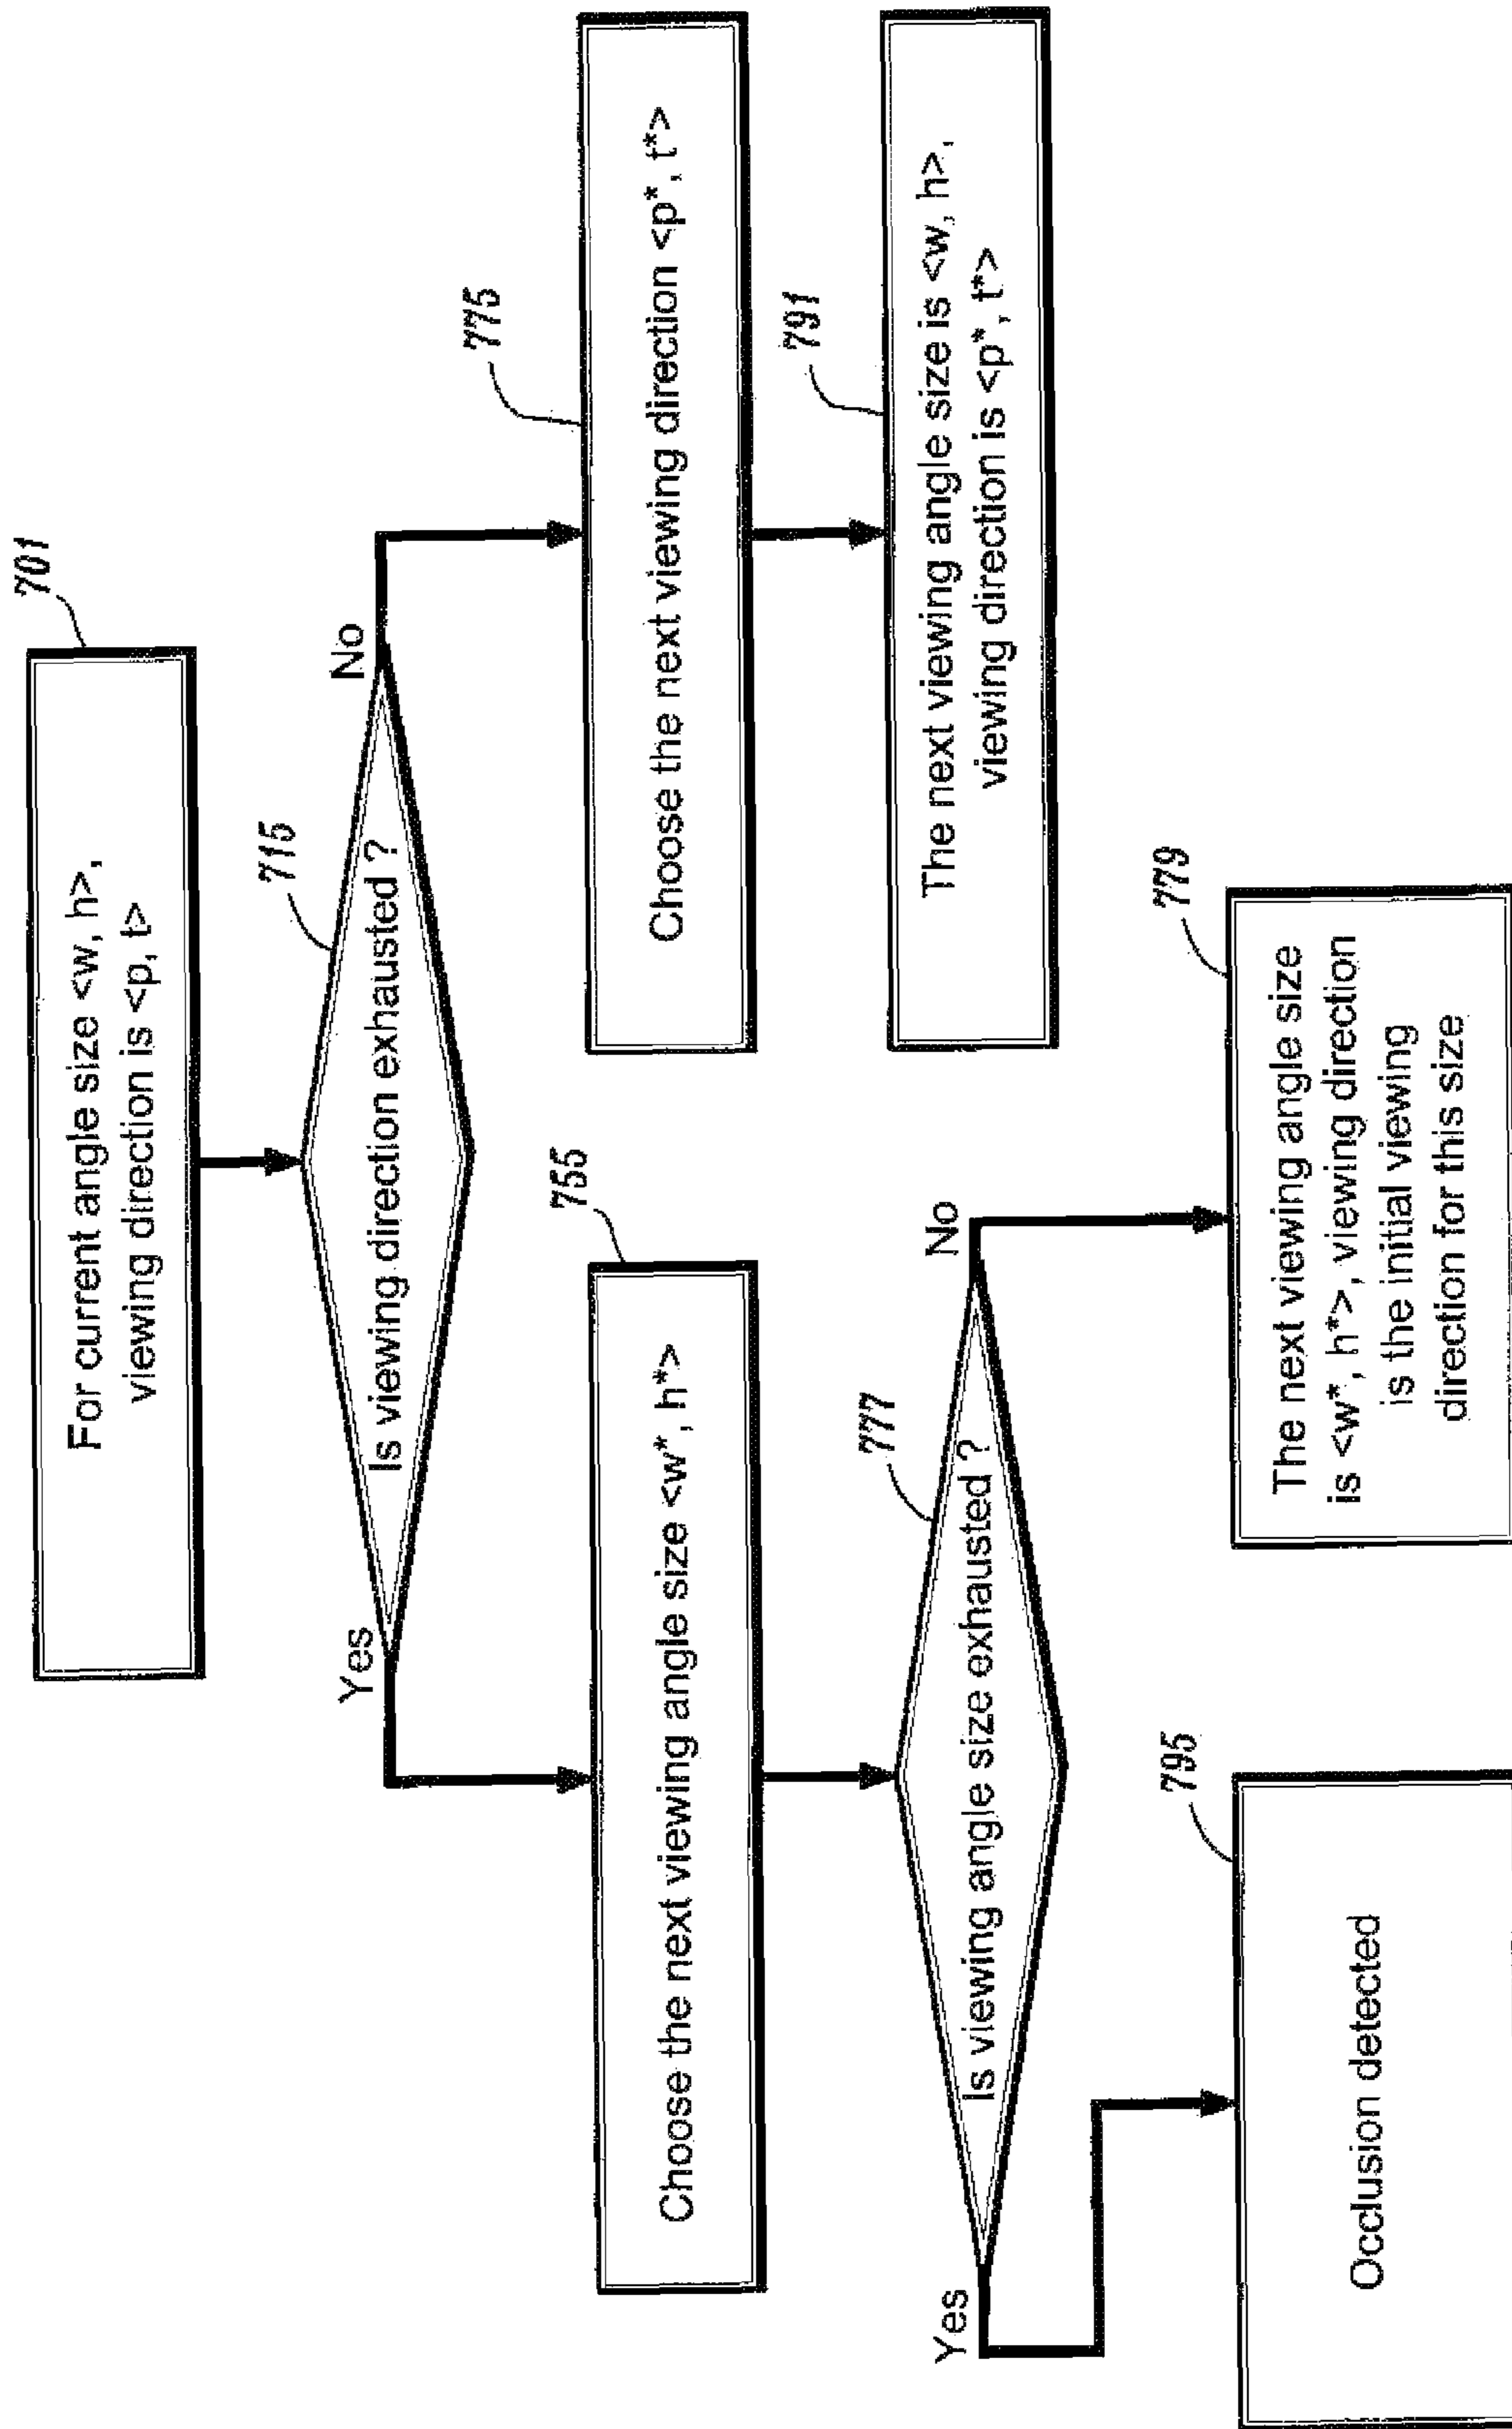 701
For current angle size <w, h>,
viewing direction is <p, t>
715
Is viewing direction exhausted ?
Yes
No
755
Choose the next viewing angle size <w*, h*>
775
Choose the next viewing direction <p*, t*>
777
Is viewing angle size exhausted ?
Yes
No
791
The next viewing angle size is <w, h>,
viewing direction is <p*, t*>
795
Occlusion detected
779
The next viewing angle size
is <w*, h*>, viewing direction
is the initial viewing
direction for this size